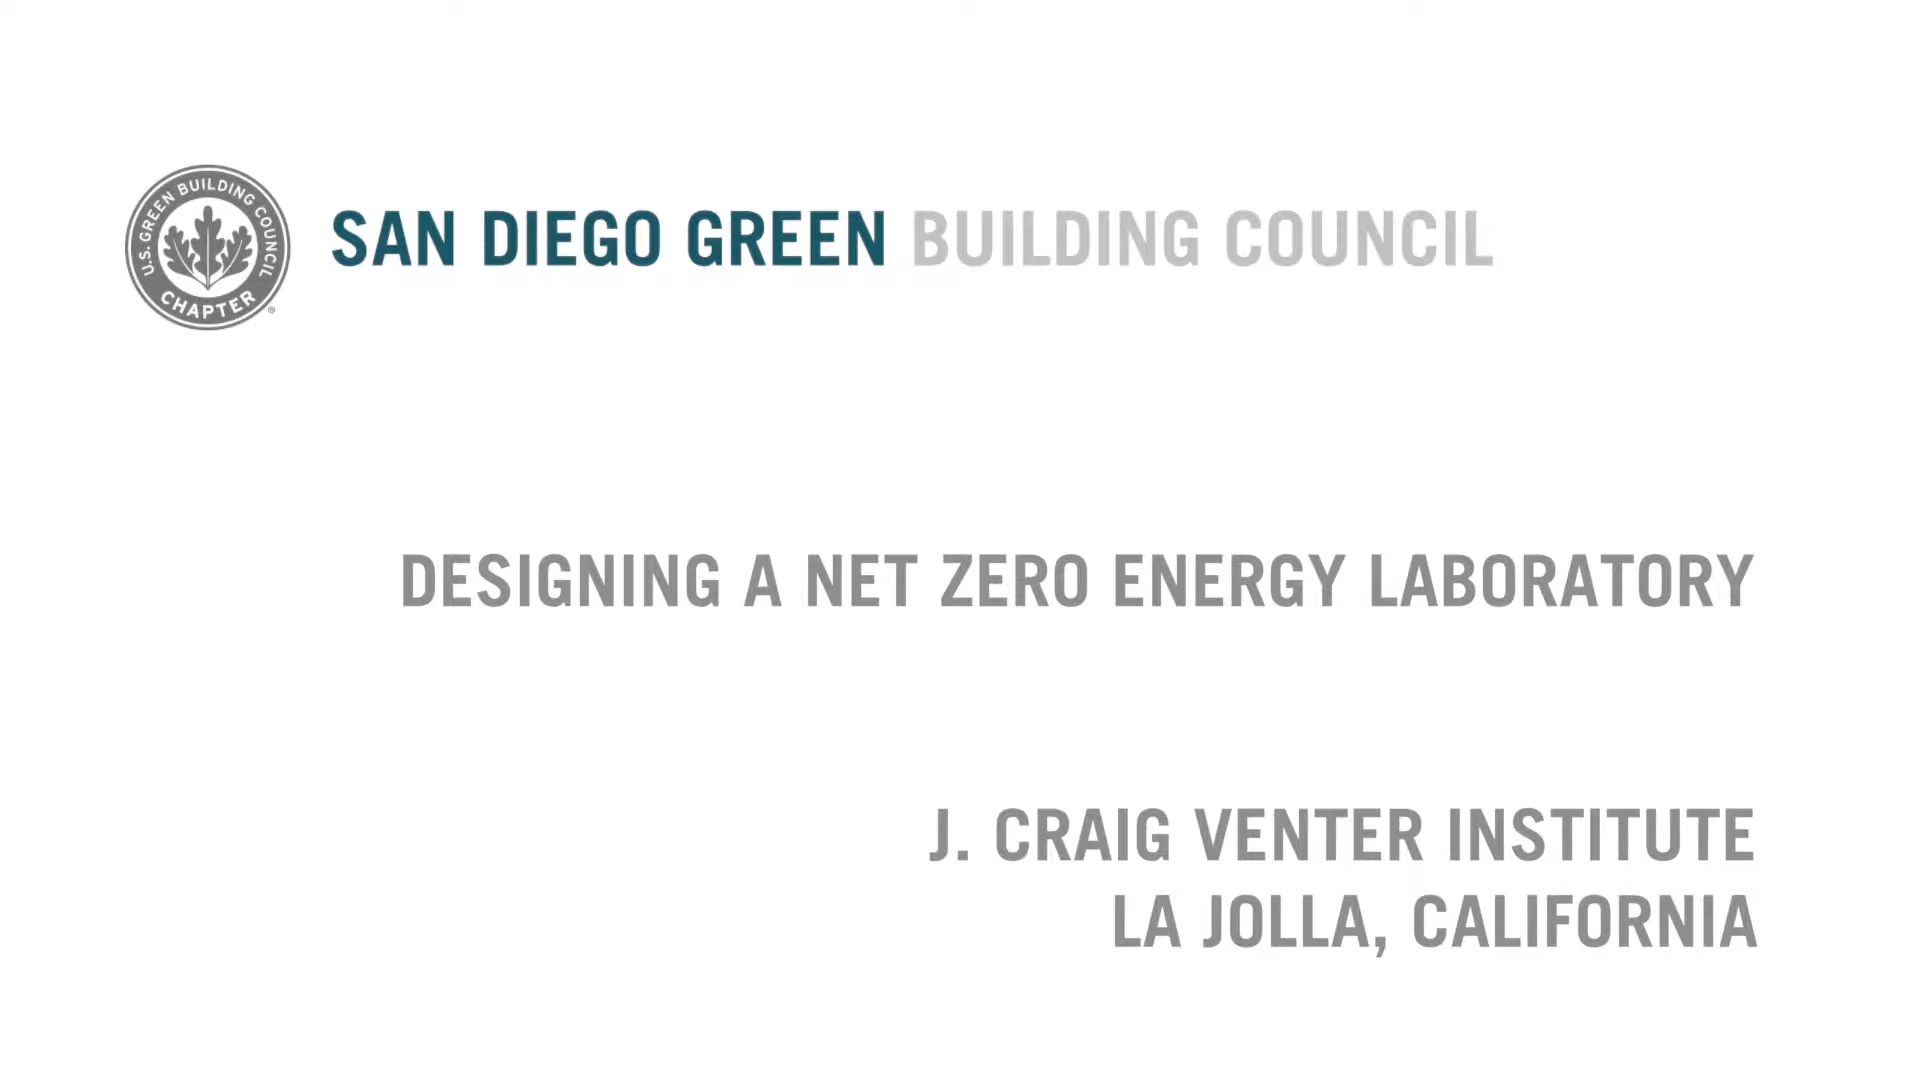 U.S. GREEN BUILDING COUNCIL
CHAPTER
®
SAN DIEGO GREEN BUILDING COUNCIL
DESIGNING A NET ZERO ENERGY LABORATORY
J. CRAIG VENTER INSTITUTE
LA JOLLA, CALIFORNIA